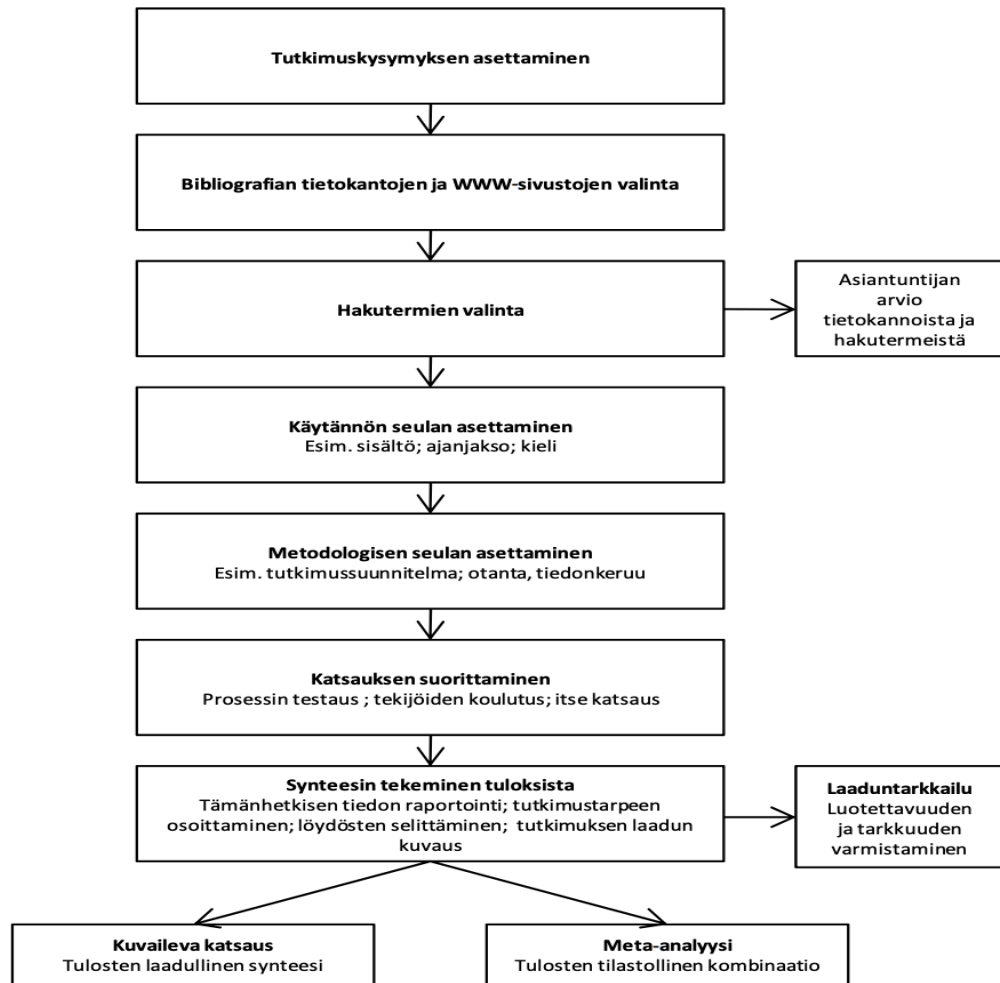 Tutkimuskysymyksen asettaminen
Bibliografian tietokantojen ja WWW-sivustojen valinta
Hakutermien valinta
Asiantuntijan
arvio
tietokannoista ja
hakutermeistä
Käytännön seulan asettaminen
Esim. sisältö; ajanjakso; kieli
Metodologisen seulan asettaminen
Esim. tutkimussuunnitelma; otanta, tiedonkeruu
Katsauksen suorittaminen
Prosessin testaus ; tekijöiden koulutus; itse katsaus
Synteesin tekeminen tuloksista
Tämänhetkisen tiedon raportointi; tutkimustarpeen
osoittaminen; löydösten selittäminen; tutkimuksen laadun
kuvaus
Laaduntarkkailu
Luotettavuuden
ja tarkkuuden
varmistaminen
Kuvaileva katsaus
Tulosten laadullinen synteesi
Meta-analyysi
Tulosten tilastollinen kombinaatio